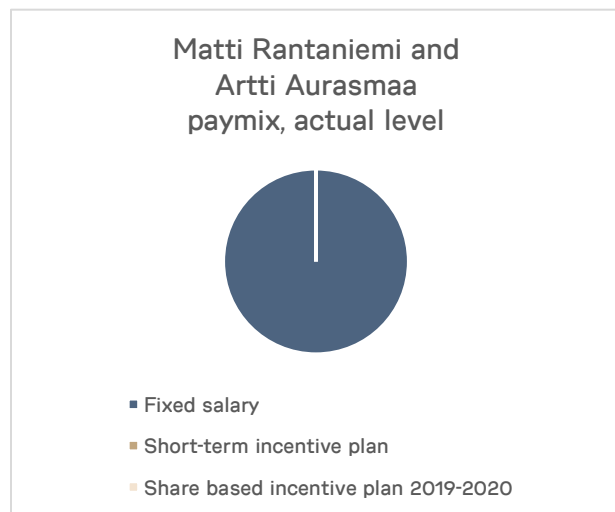 Matti Rantaniemi and
Artti Aurasmaa
paymix, actual level
Fixed salary
Short-term incentive plan
Share based incentive plan 2019-2020